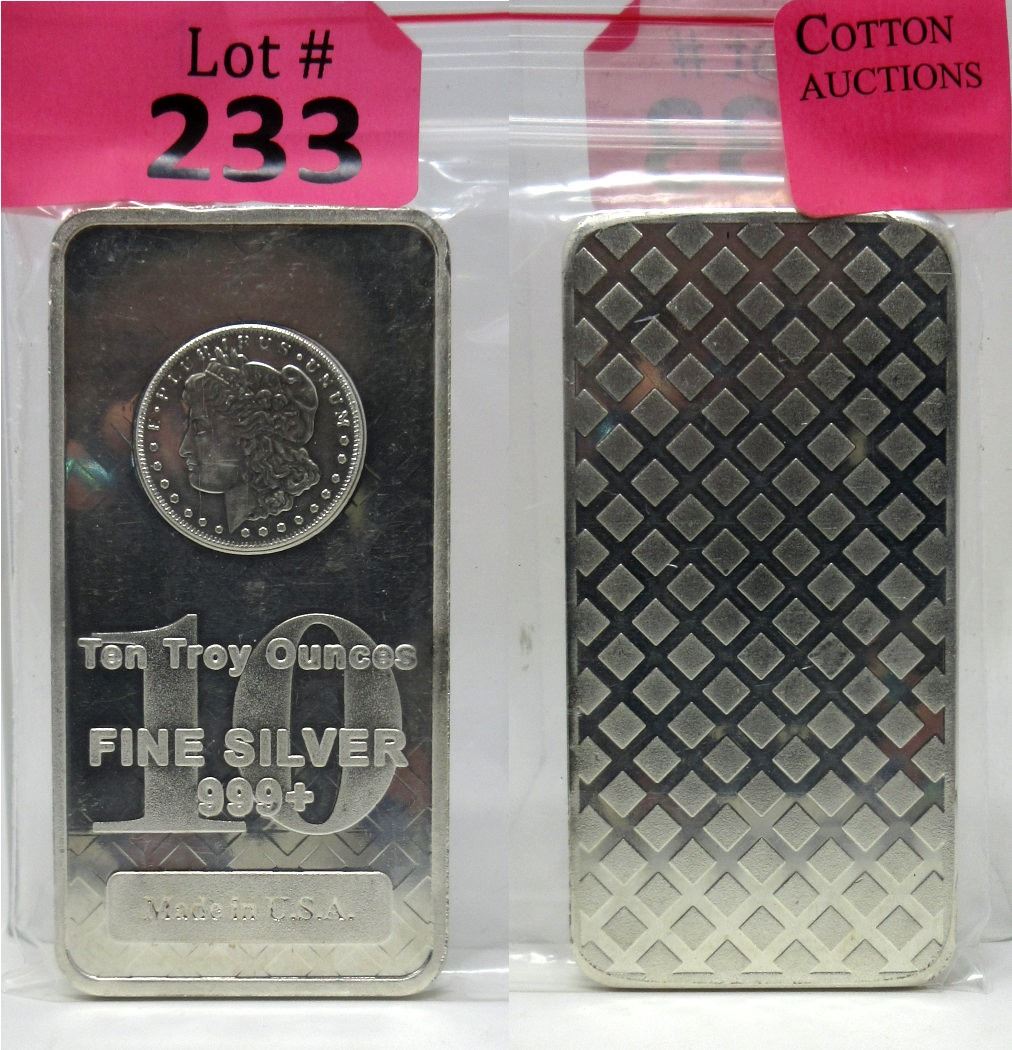 Lot #
233
COTTON
AUCTIONS
E·PLURIBUS·UNUM
Ten Troy Ounces
10
FINE SILVER
999+
Made in U.S.A.